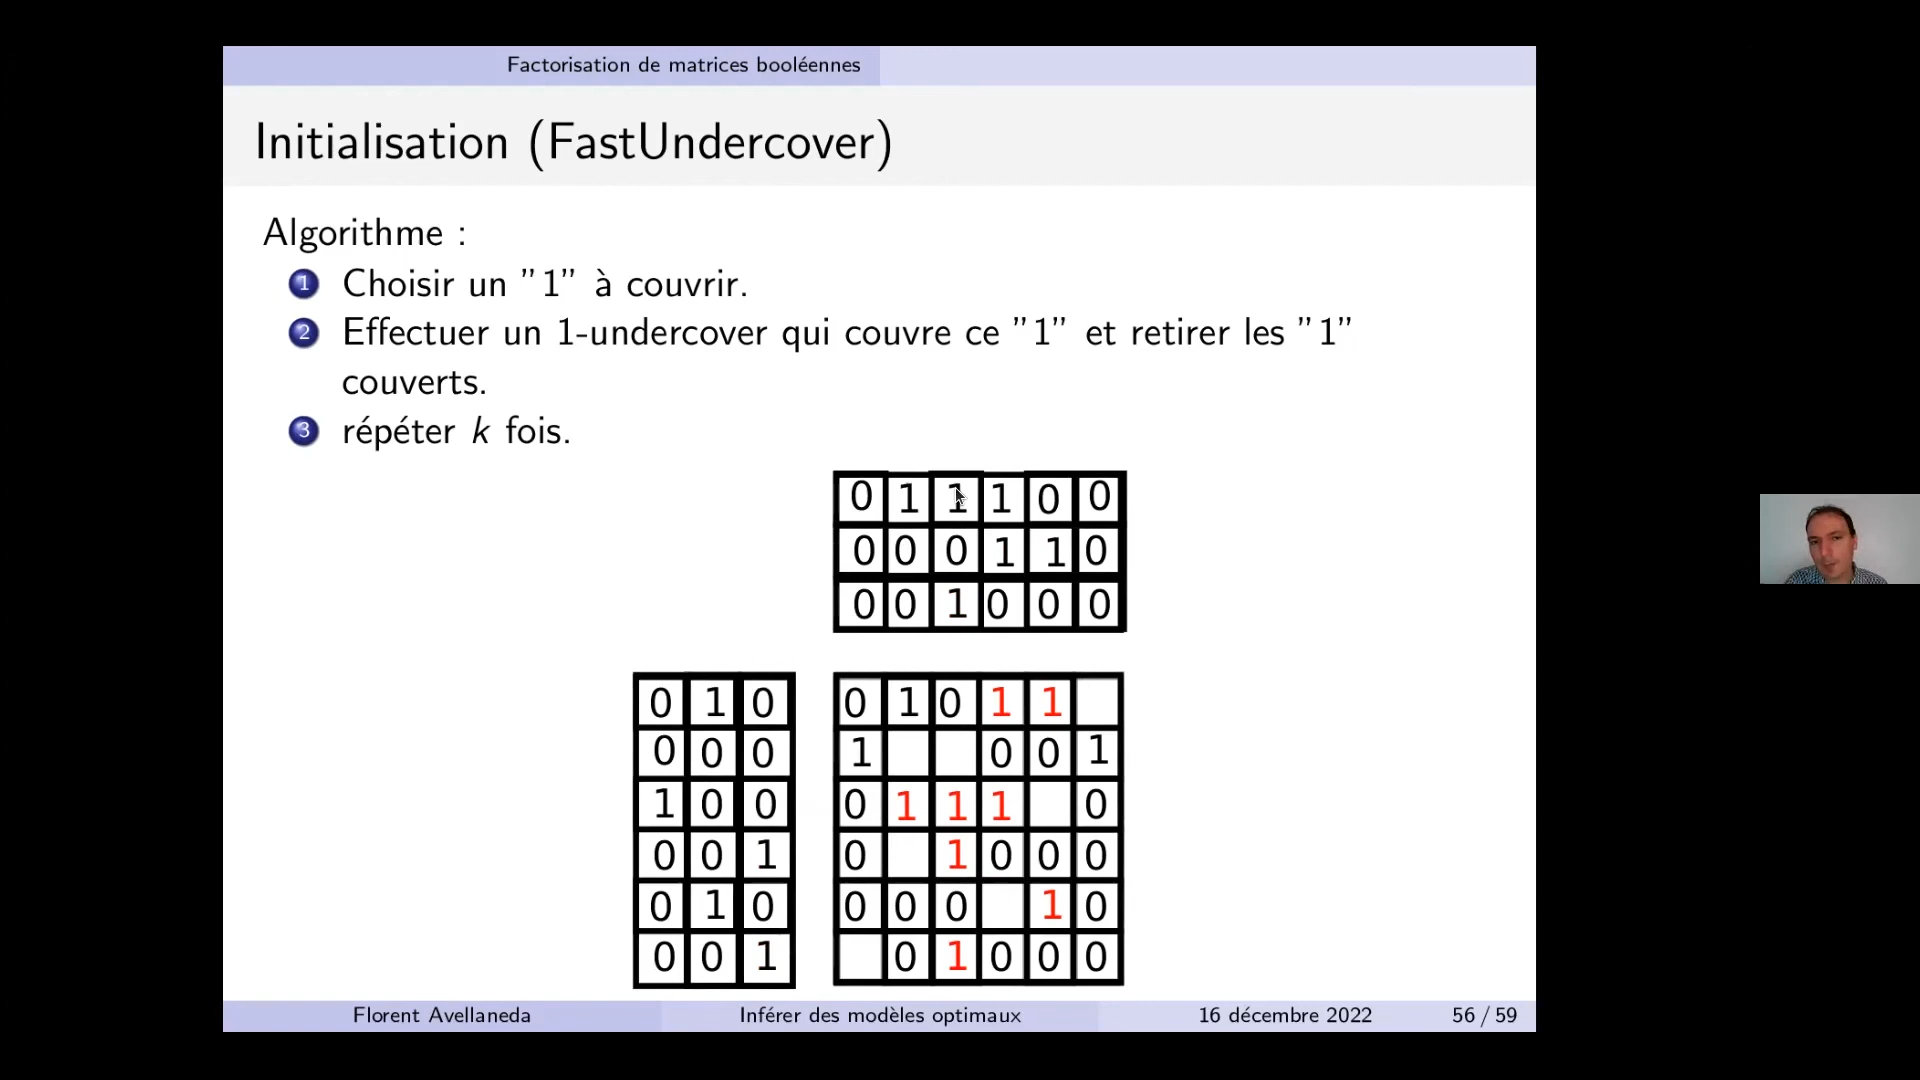 Factorisation de matrices booléennes
Initialisation (FastUndercover)
Algorithme :
1 Choisir un "1" à couvrir.
2 Effectuer un 1-undercover qui couvre ce "1" et retirer les "1"
couverts.
3 répéter k fois.
0 1 1 1 0 0
0 0 0 1 1 0
0 0 1 0 0 0
0 1 0 0 1 0 1 1
0 0 0 1 0 0 1
1 0 0 0 1 1 1 0
0 0 1 0 1 0 0 0
0 1 0 0 0 0 1 0
0 0 1 0 1 0 0 0
Florent Avellaneda Inférer des modèles optimaux 16 décembre 2022 56 / 59